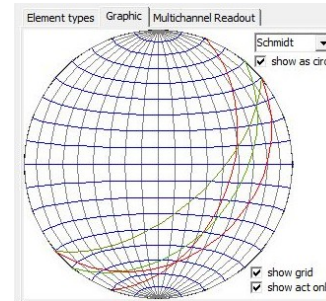 Element types Graphic Multichannel Readout
Schmidt
show as circ
show grid
show act onl